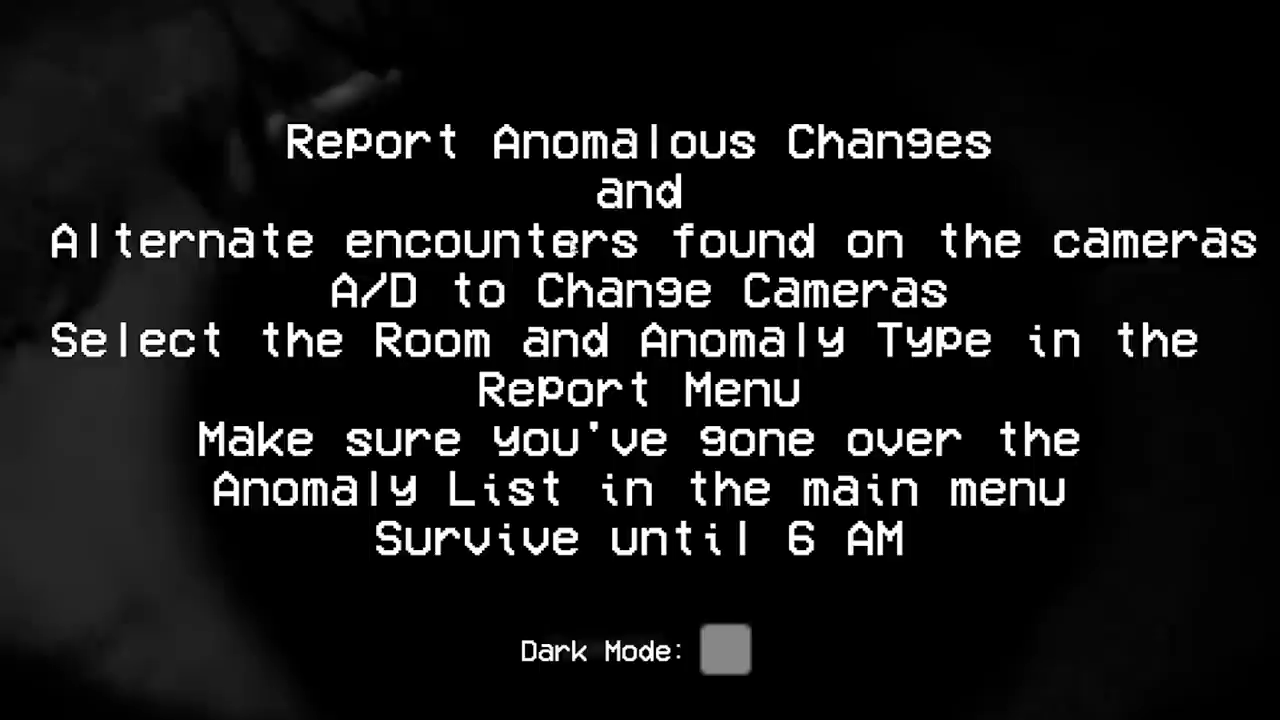 Report Anomalous Changes
and
Alternate encounters found on the cameras
A/D to Change Cameras
Select the Room and Anomaly Type in the
Report Menu
Make sure you've gone over the
Anomaly List in the main menu
Survive until 6 AM
Dark Mode: